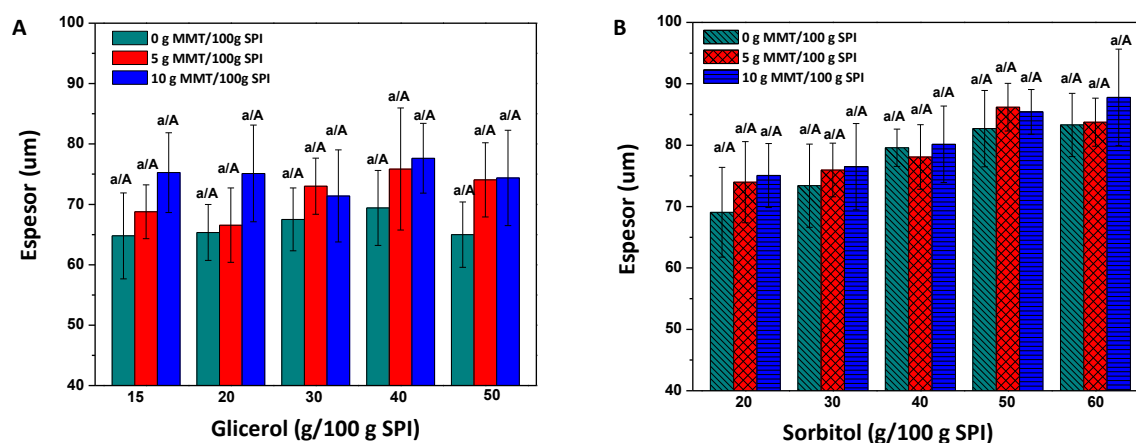 A
100
90
80
70
60
50
40
Espesor (um)
0 g MMT/100g SPI
5 g MMT/100g SPI
10 g MMT/100g SPI
a/A a/A a/A
a/A a/A a/A
a/A a/A a/A
a/A a/A a/A
a/A a/A a/A
15 20 30 40 50
Glicerol (g/100 g SPI)
B
100
90
80
70
60
50
40
Espesor (um)
0 g MMT/100 g SPI
5 g MMT/100 g SPI
10 g MMT/100 g SPI
a/A a/A a/A
a/A a/A a/A
a/A a/A a/A
a/A a/A a/A
a/A a/A a/A
20 30 40 50 60
Sorbitol (g/100 g SPI)